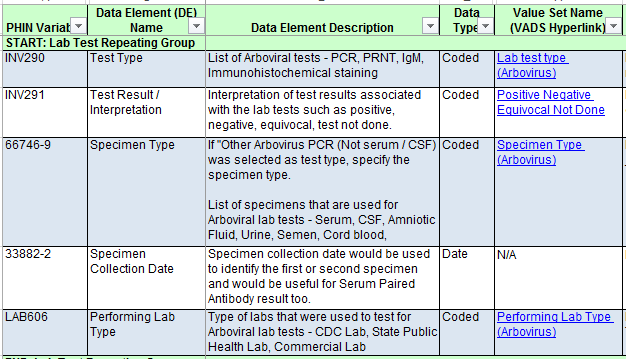 PHIN Variab
Data Element (DE)
Name
Data Element Description
Data
Type
Value Set Name
(VADS Hyperlink)
START: Lab Test Repeating Group
INV290
Test Type
List of Arboviral tests - PCR, PRNT, IgM,
Immunohistochemical staining
Coded
Lab test type
(Arbovirus)
INV291
Test Result /
Interpretation
Interpretation of test results associated
with the lab tests such as positive,
negative, equivocal, test not done.
Coded
Positive Negative
Equivocal Not Done
66746-9
Specimen Type
If "Other Arbovirus PCR (Not serum / CSF)
was selected as test type, specify the
specimen type.
List of specimens that are used for
Arboviral lab tests - Serum, CSF, Amniotic
Fluid, Urine, Semen, Cord blood,
Coded
Specimen Type
(Arbovirus)
33882-2
Specimen
Collection Date
Specimen collection date would be used
to identify the first or second specimen
and would be useful for Serum Paired
Antibody result too.
Date
N/A
LAB606
Performing Lab
Type
Type of labs that were used to test for
Arboviral lab tests - CDC Lab, State Public
Health Lab, Commercial Lab
Coded
Performing Lab Type
(Arbovirus)